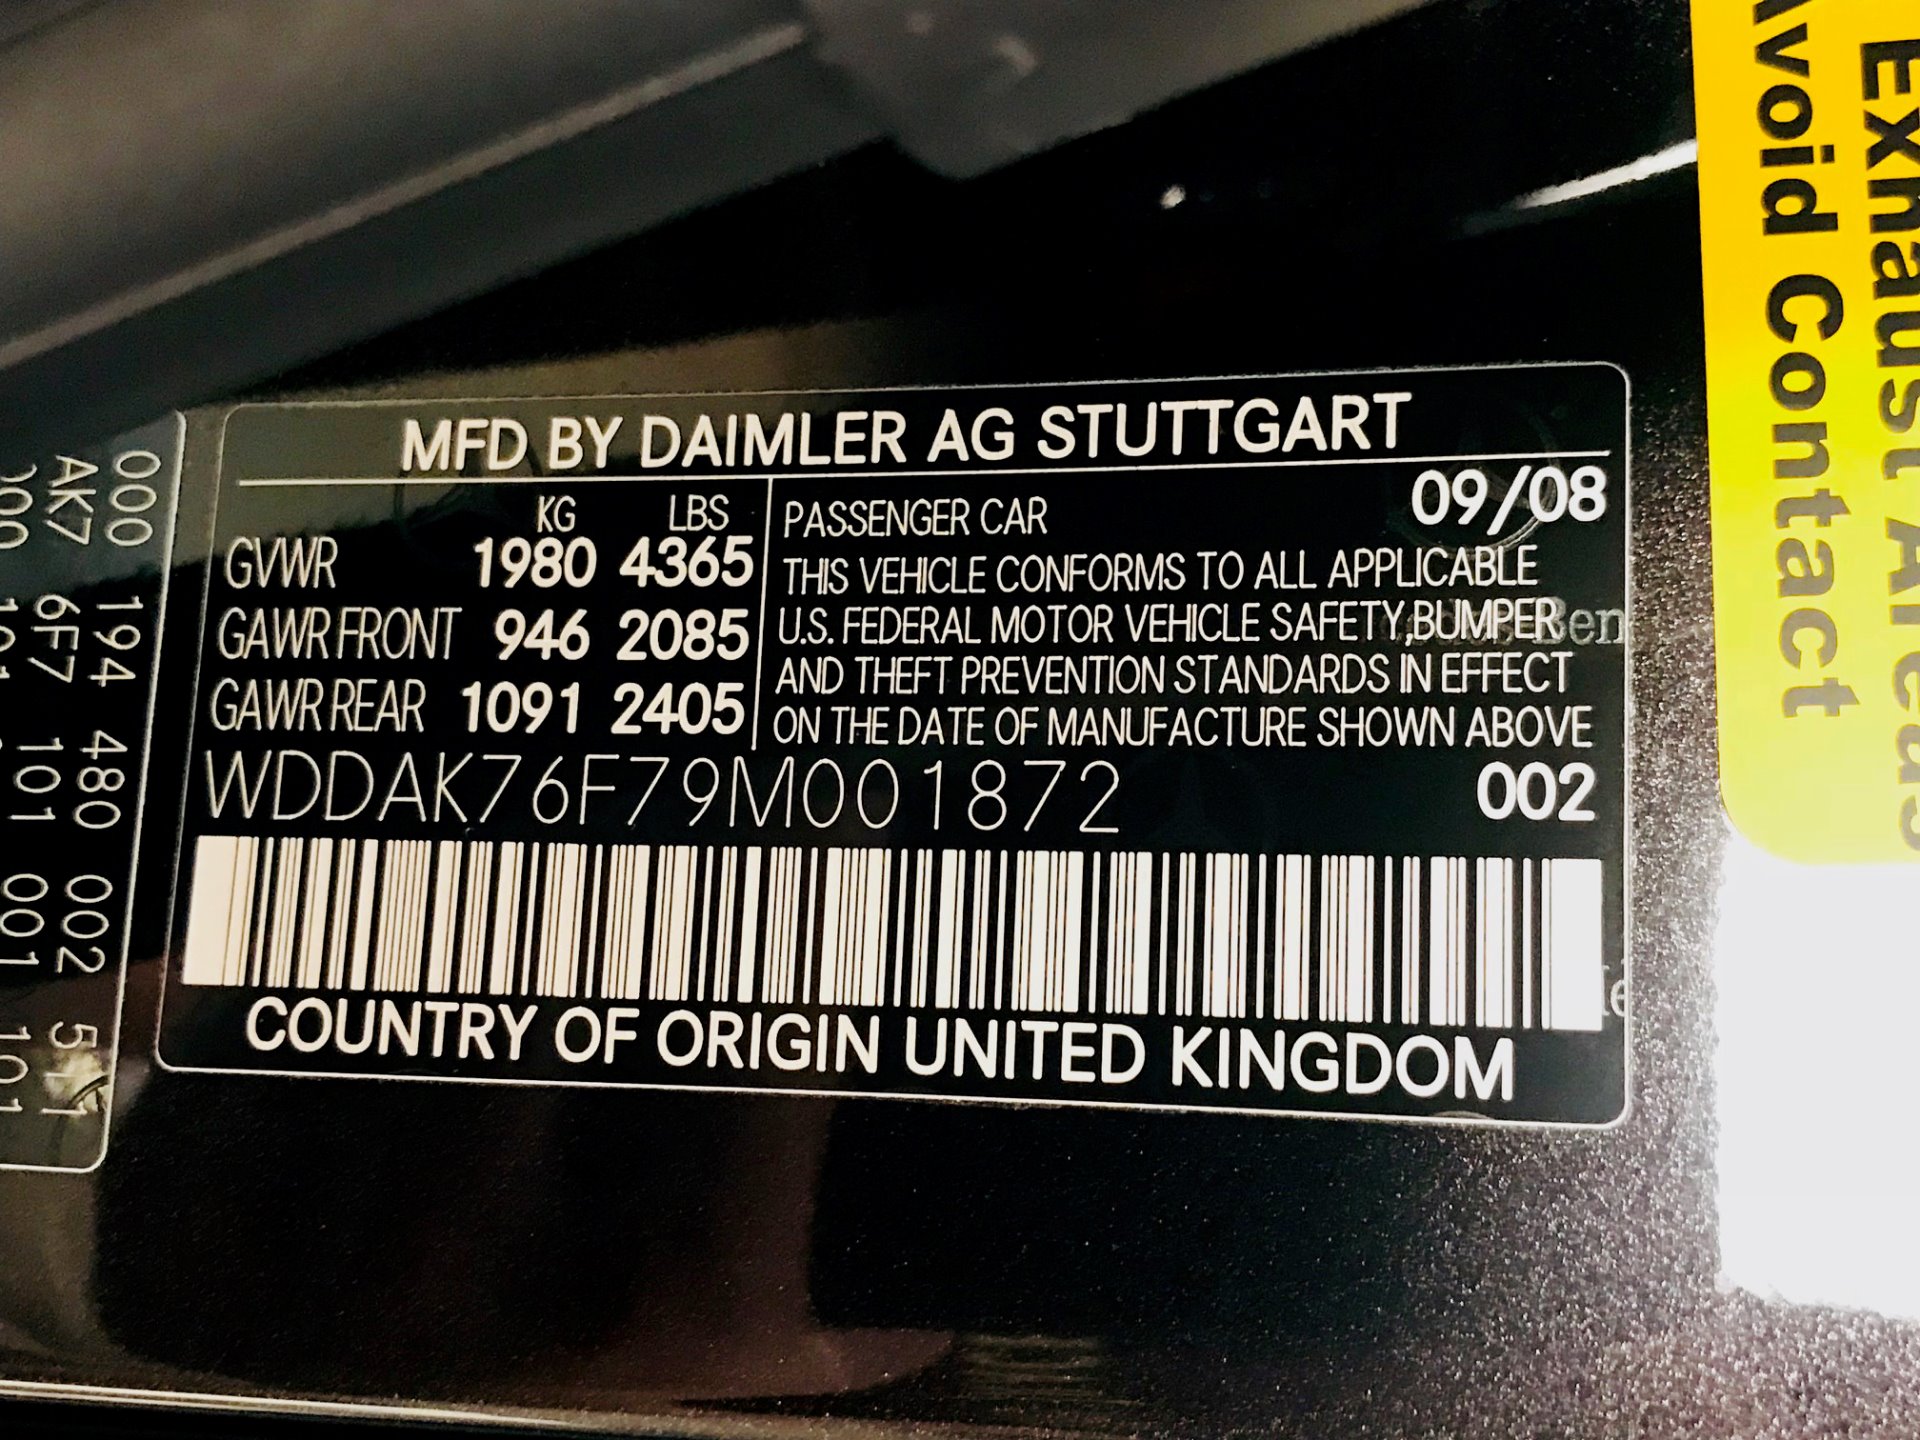 MFD BY DAIMLER AG STUTTGART
09/08
KG LBS
GVWR 1980 4365
GAWR FRONT 946 2085
GAWR REAR 1091 2405
PASSENGER CAR
THIS VEHICLE CONFORMS TO ALL APPLICABLE
U.S. FEDERAL MOTOR VEHICLE SAFETY,BUMPER
AND THEFT PREVENTION STANDARDS IN EFFECT
ON THE DATE OF MANUFACTURE SHOWN ABOVE
WDDAK76F79M001872
002
COUNTRY OF ORIGIN UNITED KINGDOM
000 194 480 002
AK7 6F7 101 001 101
Exhaust Areas
Avoid Contact